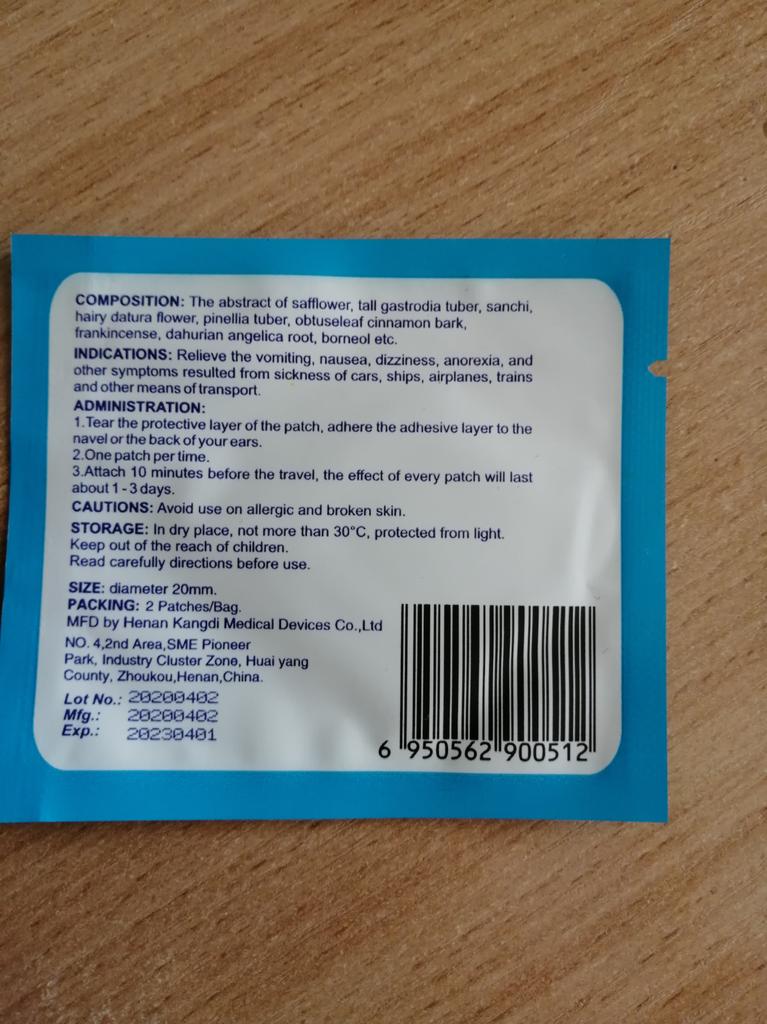 COMPOSITION: The abstract of safflower, tall gastrodia tuber, sanchi,
hairy datura flower, pinellia tuber, obtuseleaf cinnamon bark,
frankincense, dahurian angelica root, borneol etc.
INDICATIONS: Relieve the vomiting, nausea, dizziness, anorexia, and
other symptoms resulted from sickness of cars, ships, airplanes, trains
and other means of transport.
ADMINISTRATION:
1.Tear the protective layer of the patch, adhere the adhesive layer to the
navel or the back of your ears.
2.One patch per time.
3.Attach 10 minutes before the travel, the effect of every patch will last
about 1 - 3 days.
CAUTIONS: Avoid use on allergic and broken skin.
STORAGE: In dry place, not more than 30°C, protected from light.
Keep out of the reach of children.
Read carefully directions before use.
SIZE: diameter 20mm.
PACKING: 2 Patches/Bag.
MFD by Henan Kangdi Medical Devices Co.,Ltd
NO. 4,2nd Area,SME Pioneer
Park, Industry Cluster Zone, Huai yang
County, Zhoukou,Henan,China.
Lot No.: 20200402
Mfg.: 20200402
Exp.: 20230401
6 950562 900512